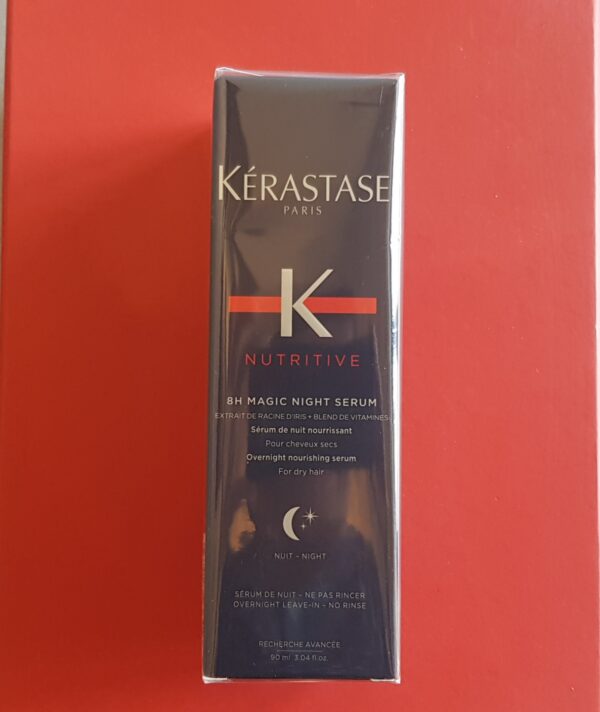 KÉRASTASE
PARIS
K
NUTRITIVE
8H MAGIC NIGHT SERUM
EXTRAIT DE RACINE D'IRIS + BLEND DE VITAMINES
Sérum de nuit nourrissant
Pour cheveux secs
Overnight nourishing serum
For dry hair
NUIT - NIGHT
SÉRUM DE NUIT - NE PAS RINCER
OVERNIGHT LEAVE-IN - NO RINSE
RECHERCHE AVANCÉE
90 ml 3.04 fl.oz.